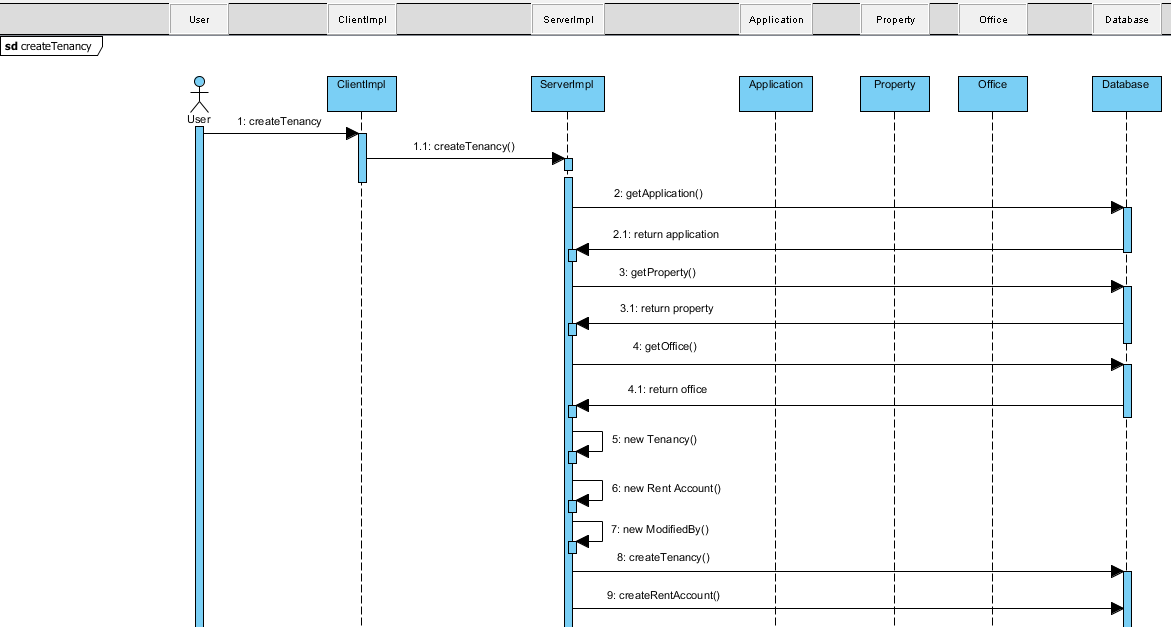 User ClientImpl ServerImpl Application Property Office Database
sd createTenancy
ClientImpl ServerImpl Application Property Office Database
User
1: createTenancy
1.1: createTenancy()
2: getApplication()
2.1: return application
3: getProperty()
3.1: return property
4: getOffice()
4.1: return office
5: new Tenancy()
6: new Rent Account()
7: new ModifiedBy()
8: createTenancy()
9: createRentAccount()